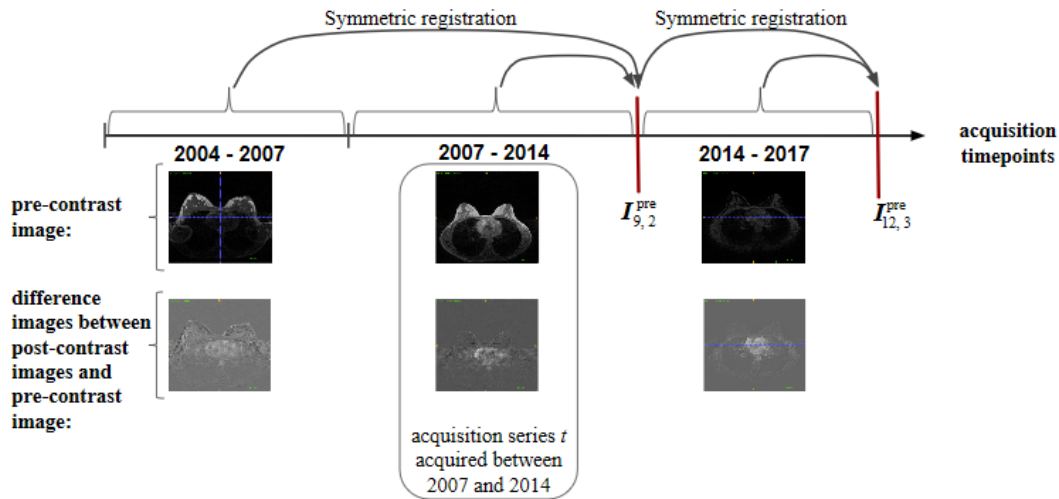 Symmetric registration
Symmetric registration
acquisition
timepoints
2004 - 2007
2007 - 2014
2014 - 2017
pre-contrast
image:
I^pre_9, 2
I^pre_12, 3
difference
images between
post-contrast
images and
pre-contrast
image:
acquisition series t
acquired between
2007 and 2014